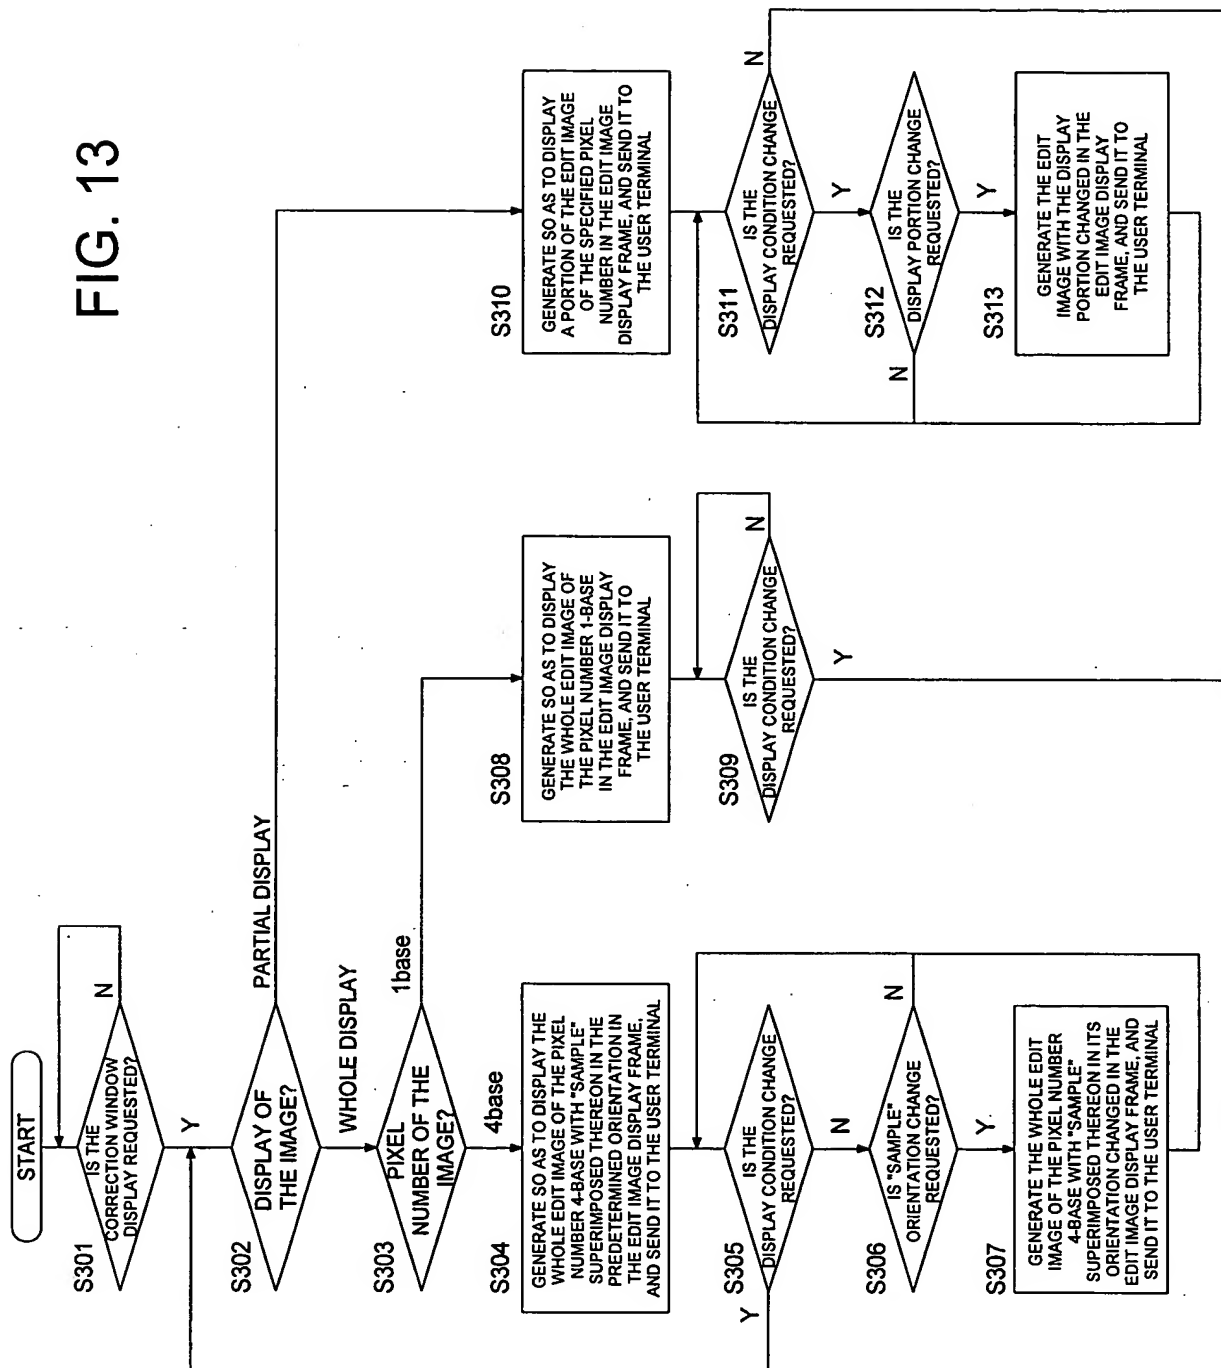 FIG. 13
START
S301
IS THE
CORRECTION WINDOW
DISPLAY REQUESTED?
N
Y
S302
DISPLAY OF
THE IMAGE?
PARTIAL DISPLAY
WHOLE DISPLAY
S303
PIXEL
NUMBER OF THE
IMAGE?
1base
4base
S304
GENERATE SO AS TO DISPLAY THE
WHOLE EDIT IMAGE OF THE PIXEL
NUMBER 4-BASE WITH "SAMPLE"
SUPERIMPOSED THEREON IN THE
PREDETERMINED ORIENTATION IN
THE EDIT IMAGE DISPLAY FRAME,
AND SEND IT TO THE USER TERMINAL
S305
IS THE
DISPLAY CONDITION CHANGE
REQUESTED?
Y
N
S306
IS "SAMPLE"
ORIENTATION CHANGE
REQUESTED?
N
Y
S307
GENERATE THE WHOLE EDIT
IMAGE OF THE PIXEL NUMBER
4-BASE WITH "SAMPLE"
SUPERIMPOSED THEREON IN ITS
ORIENTATION CHANGED IN THE
EDIT IMAGE DISPLAY FRAME, AND
SEND IT TO THE USER TERMINAL
S308
GENERATE SO AS TO DISPLAY
THE WHOLE EDIT IMAGE OF
THE PIXEL NUMBER 1-BASE
IN THE EDIT IMAGE DISPLAY
FRAME, AND SEND IT TO
THE USER TERMINAL
S309
IS THE
DISPLAY CONDITION CHANGE
REQUESTED?
N
Y
S310
GENERATE SO AS TO DISPLAY
A PORTION OF THE EDIT IMAGE
OF THE SPECIFIED PIXEL
NUMBER IN THE EDIT IMAGE
DISPLAY FRAME, AND SEND IT TO
THE USER TERMINAL
S311
IS THE
DISPLAY CONDITION CHANGE
REQUESTED?
N
Y
S312
IS THE
DISPLAY PORTION CHANGE
REQUESTED?
N
Y
S313
GENERATE THE EDIT
IMAGE WITH THE DISPLAY
PORTION CHANGED IN THE
EDIT IMAGE DISPLAY
FRAME, AND SEND IT TO
THE USER TERMINAL